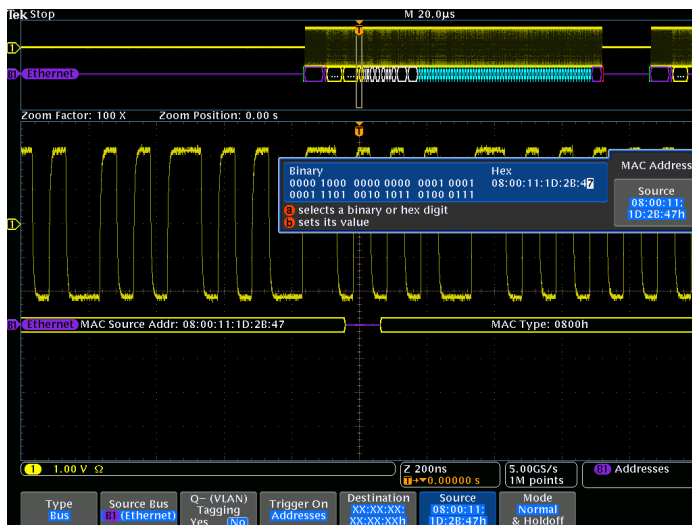 Tek Stop M 20.0µs
T
1
B1 Ethernet ... ... ...
Zoom Factor: 100 X Zoom Position: 0.00 s
T
Binary Hex MAC Address
0000 1000 0000 0000 0001 0001 08:00:11:1D:2B:47
0001 1101 0010 1011 0100 0111
a selects a binary or hex digit
b sets its value
Source
08:00:11:
1D:2B:47h
1
B1 Ethernet MAC Source Addr: 08:00:11:1D:2B:47 MAC Type: 0800h
1 1.00 V Ω Z 200ns 5.00GS/s B1 Addresses
T→▼0.00000 s 1M points
Type
Bus
Source Bus
B1 (Ethernet)
Q- (VLAN)
Tagging
Yes No
Trigger On
Addresses
Destination
XX:XX:XX:
XX:XX:XXh
Source
08:00:11:
1D:2B:47h
Mode
Normal
& Holdoff